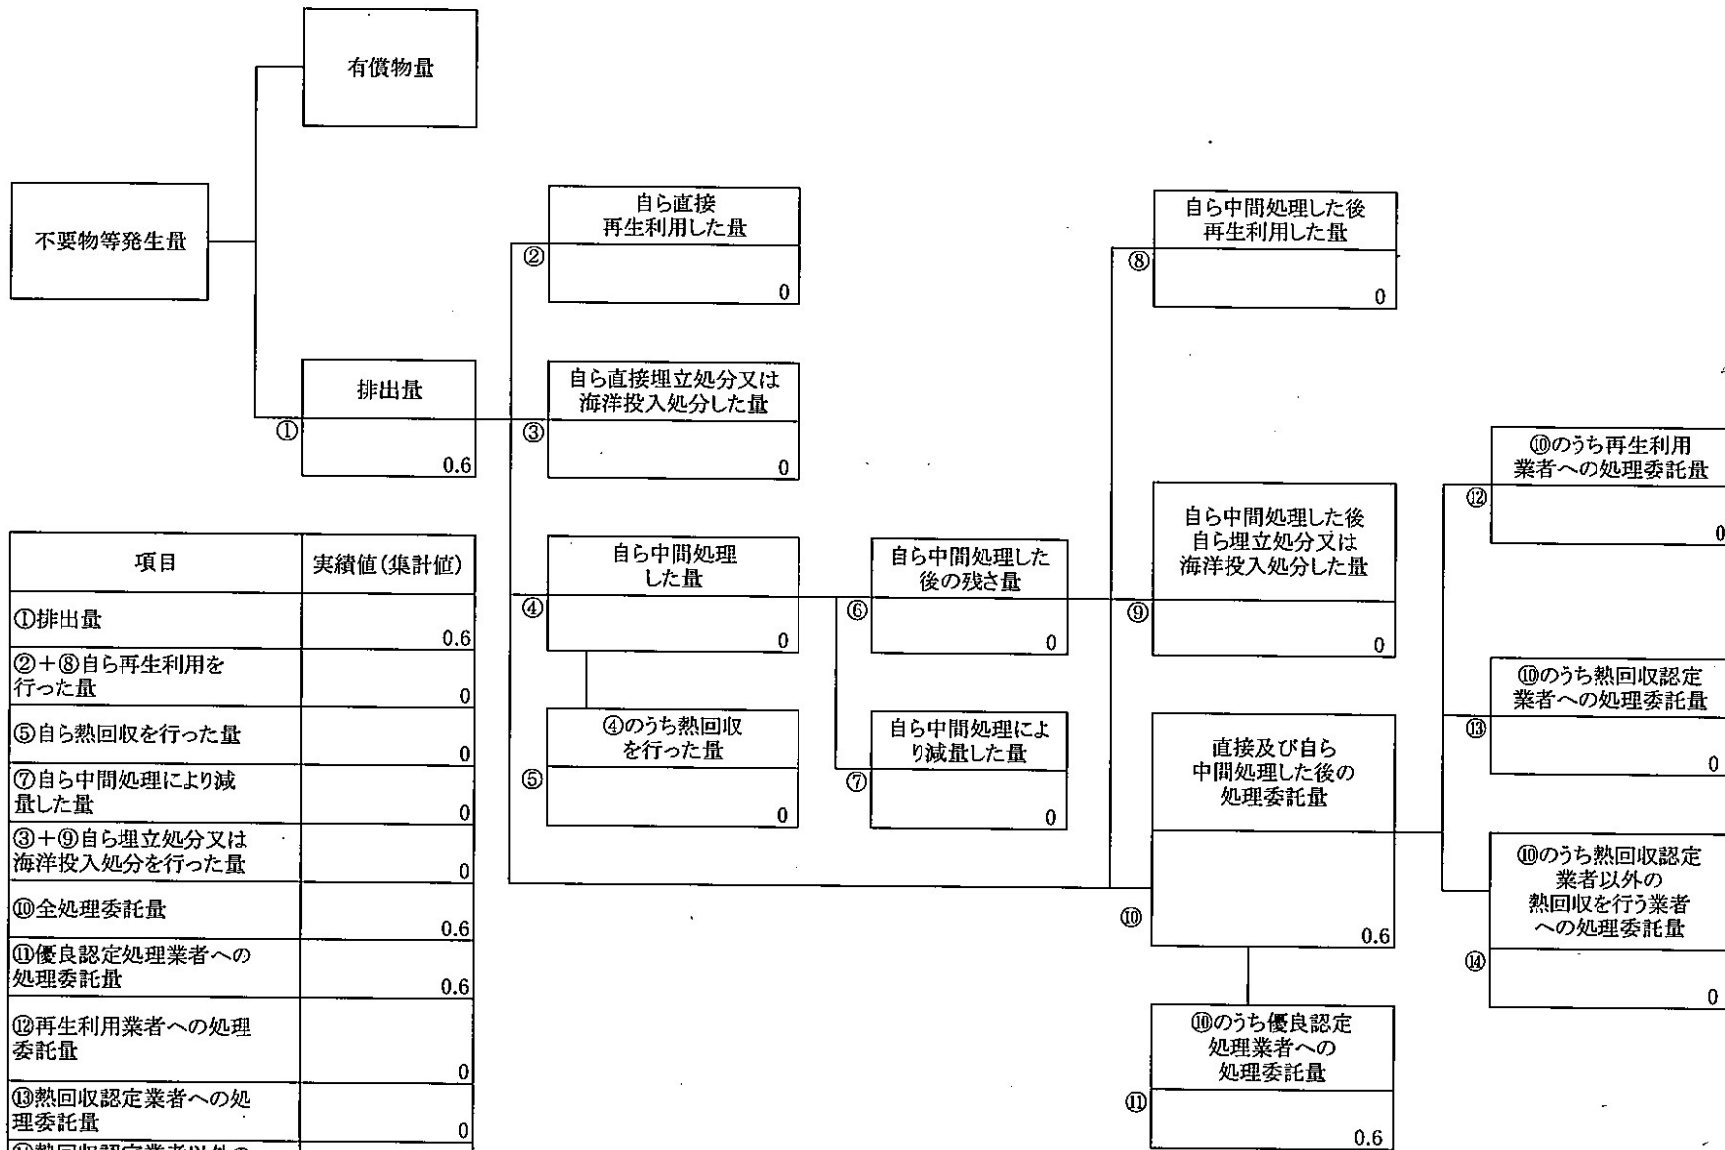 有償物量
不要物等発生量
排出量
①
0.6
自ら直接
再生利用した量
②
0
自ら直接埋立処分又は
海洋投入処分した量
③
0
自ら中間処理
した量
④
0
④のうち熱回収
を行った量
⑤
0
自ら中間処理した
後の残さ量
⑥
0
自ら中間処理によ
り減量した量
⑦
0
自ら中間処理した後
再生利用した量
⑧
0
自ら中間処理した後
自ら埋立処分又は
海洋投入処分した量
⑨
0
直接及び自ら
中間処理した後の
処理委託量
⑩
0.6
⑩のうち優良認定
処理業者への
処理委託量
⑪
0.6
⑩のうち再生利用
業者への処理委託量
⑫
0
⑩のうち熱回収認定
業者への処理委託量
⑬
0
⑩のうち熱回収認定
業者以外の
熱回収を行う業者
への処理委託量
⑭
0
項目 実績値(集計値)
①排出量
0.6
②+⑧自ら再生利用を
行った量
0
⑤自ら熱回収を行った量
0
⑦自ら中間処理により減
量した量
0
③+⑨自ら埋立処分又は
海洋投入処分を行った量
0
⑩全処理委託量
0.6
⑪優良認定処理業者への
処理委託量
0.6
⑫再生利用業者への処理
委託量
0
⑬熱回収認定業者への処
理委託量
0